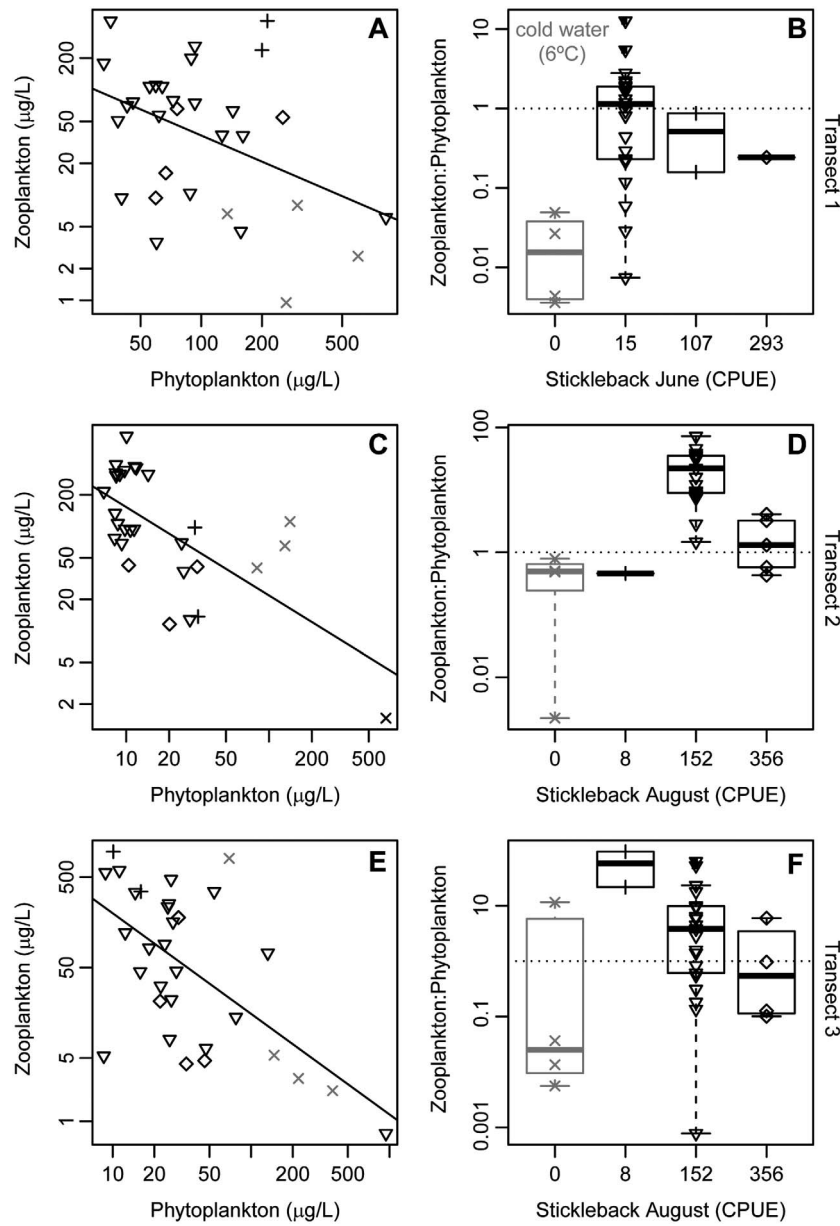 A
Zooplankton (µg/L)
200
50
20
5
2
1
50 100 200 500
Phytoplankton (µg/L)
B
cold water
(6ºC)
Zooplankton:Phytoplankton
10
1
0.1
0.01
0 15 107 293
Stickleback June (CPUE)
Transect 1
C
Zooplankton (µg/L)
200
50
20
5
2
10 20 50 200 500
Phytoplankton (µg/L)
D
Zooplankton:Phytoplankton
100
1
0.01
0 8 152 356
Stickleback August (CPUE)
Transect 2
E
Zooplankton (µg/L)
500
50
5
1
10 20 50 200 500
Phytoplankton (µg/L)
F
Zooplankton:Phytoplankton
10
0.1
0.001
0 8 152 356
Stickleback August (CPUE)
Transect 3